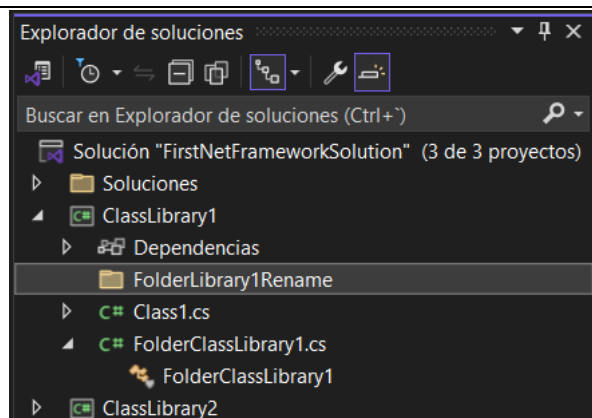 Explorador de soluciones
Buscar en Explorador de soluciones (Ctrl+`)
Solución "FirstNetFrameworkSolution" (3 de 3 proyectos)
Soluciones
C# ClassLibrary1
Dependencias
FolderLibrary1Rename
C# Class1.cs
C# FolderClassLibrary1.cs
FolderClassLibrary1
C# ClassLibrary2